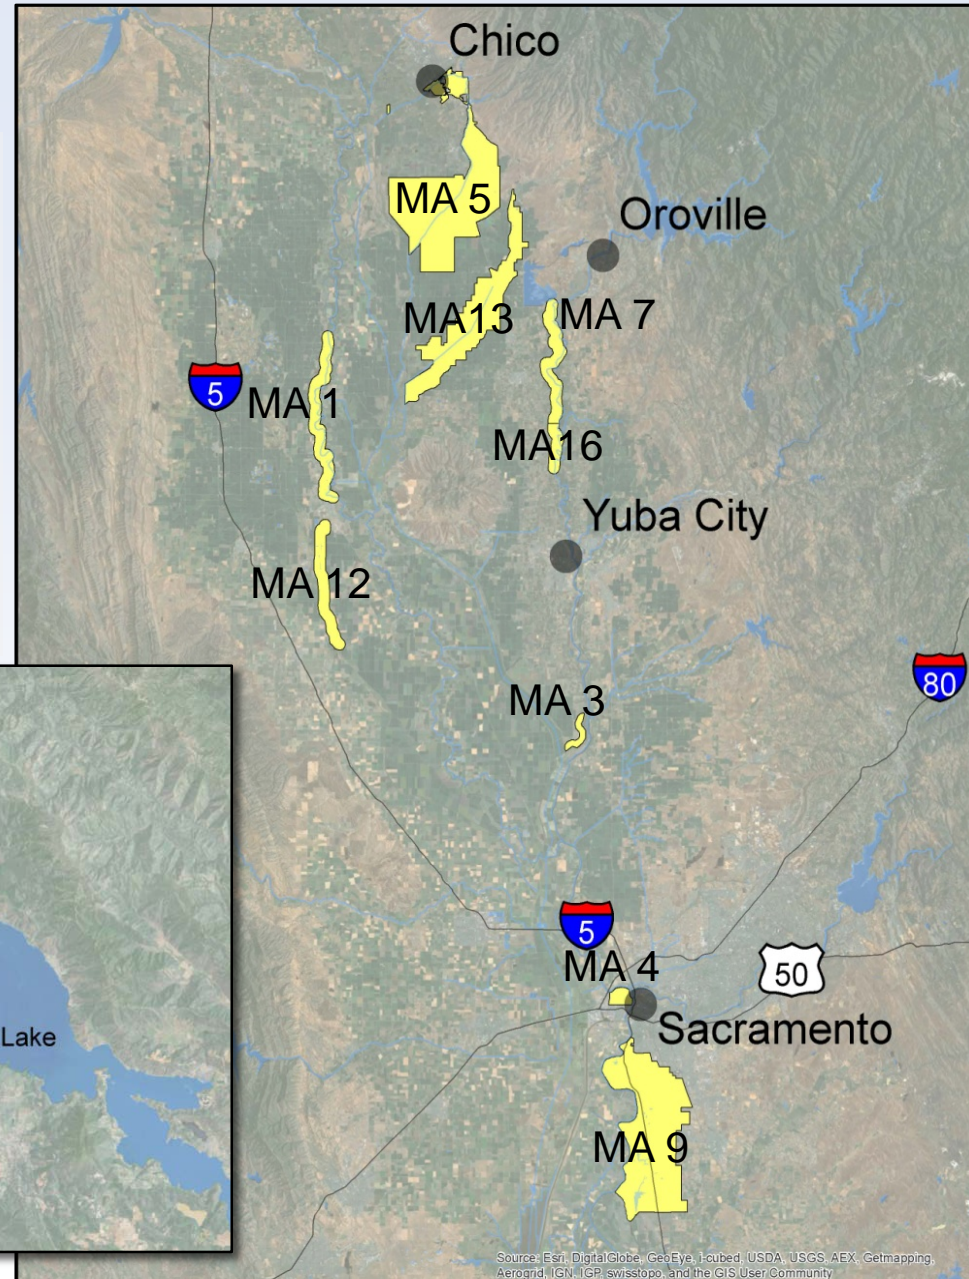 Chico
MA 5
Oroville
MA13
MA 7
5
MA 1
MA16
Yuba City
MA 12
80
MA 3
5
MA 4
50
Lake
Sacramento
MA 9
Source: Esri, DigitalGlobe, GeoEye, i-cubed, USDA, USGS, AEX, Getmapping,
Aerogrid, IGN, IGP, swisstopo, and the GIS User Community